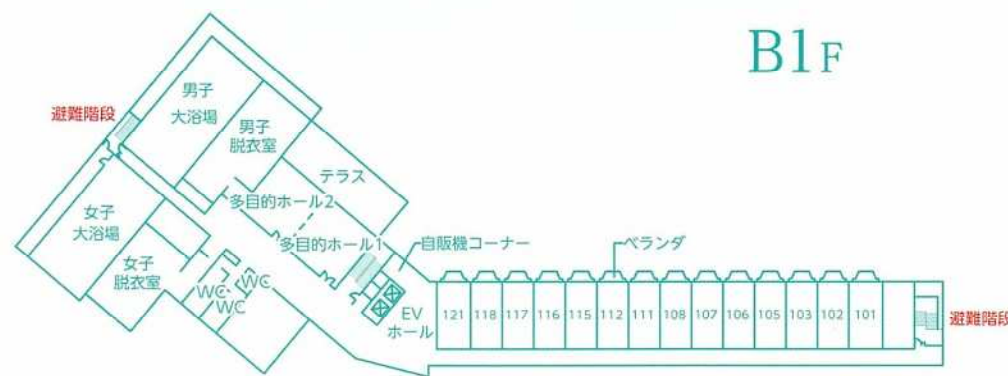 B1F
避難階段
男子
大浴場
男子
脱衣室
テラス
多目的ホール2
女子
大浴場
多目的ホール1
自販機コーナー
ベランダ
女子
脱衣室
WC
WC
WC
EV
ホール
121 118 117 116 115 112 111 108 107 106 105 103 102 101
避難階段